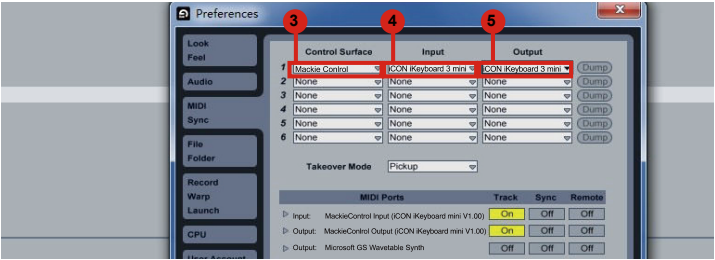 Preferences
3 4 5
Look
Feel
Audio
MIDI
Sync
File
Folder
Record
Warp
Launch
CPU
User Account
Control Surface Input Output
1 Mackie Control iCON iKeyboard 3 mini iCON iKeyboard 3 mini Dump
2 None None None Dump
3 None None None Dump
4 None None None Dump
5 None None None Dump
6 None None None Dump
Takeover Mode Pickup
MIDI Ports Track Sync Remote
Input: MackieControl Input (iCON iKeyboard mini V1.00) On Off Off
Output: MackieControl Output (iCON iKeyboard mini V1.00) On Off Off
Output: Microsoft GS Wavetable Synth Off Off Off